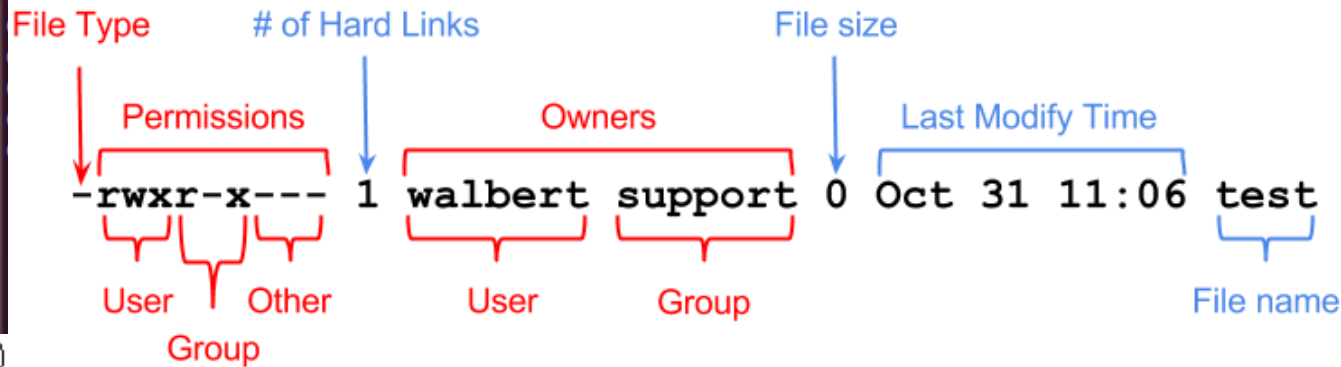 File Type # of Hard Links File size
Permissions Owners Last Modify Time
-rwxr-x--- 1 walbert support 0 Oct 31 11:06 test
User Other User Group File name
Group